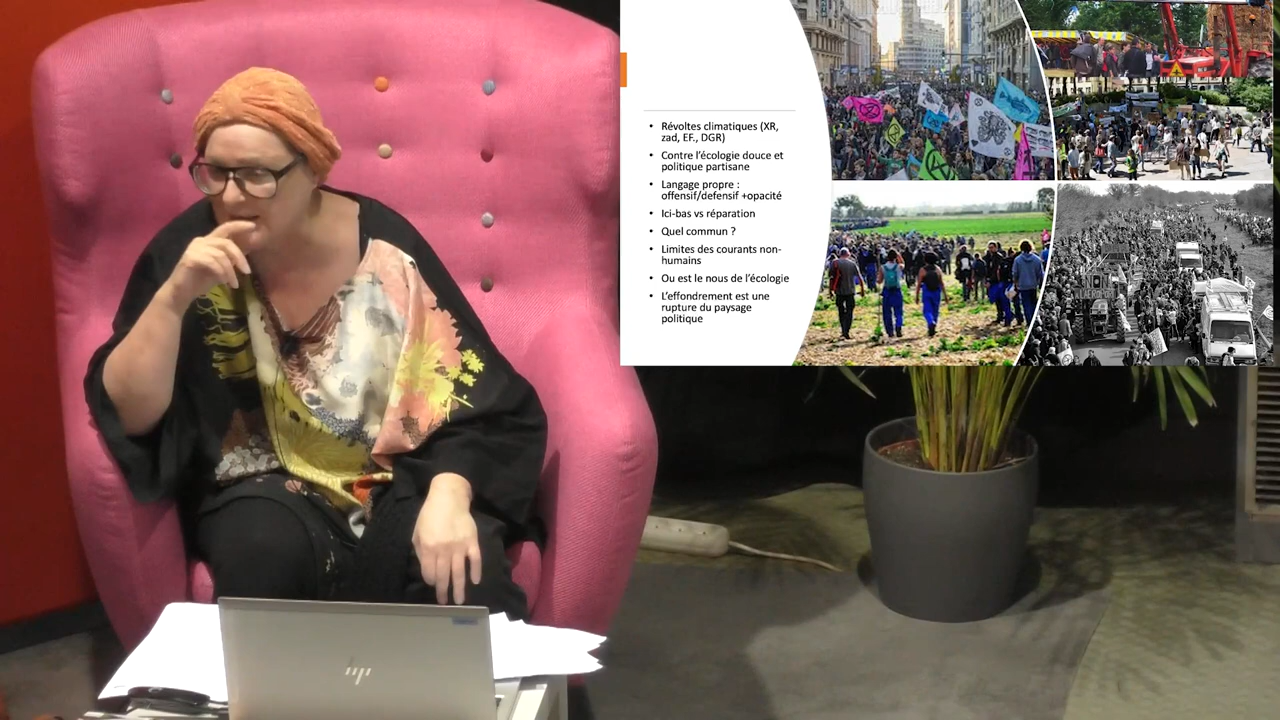 • Révoltes climatiques (XR,
zad, EF., DGR)
• Contre l'écologie douce et
politique partisane
• Langage propre :
offensif/defensif +opacité
• Ici-bas vs réparation
• Quel commun ?
• Limites des courants non-
humains
• Ou est le nous de l'écologie
• L'effondrement est une
rupture du paysage
politique
hp